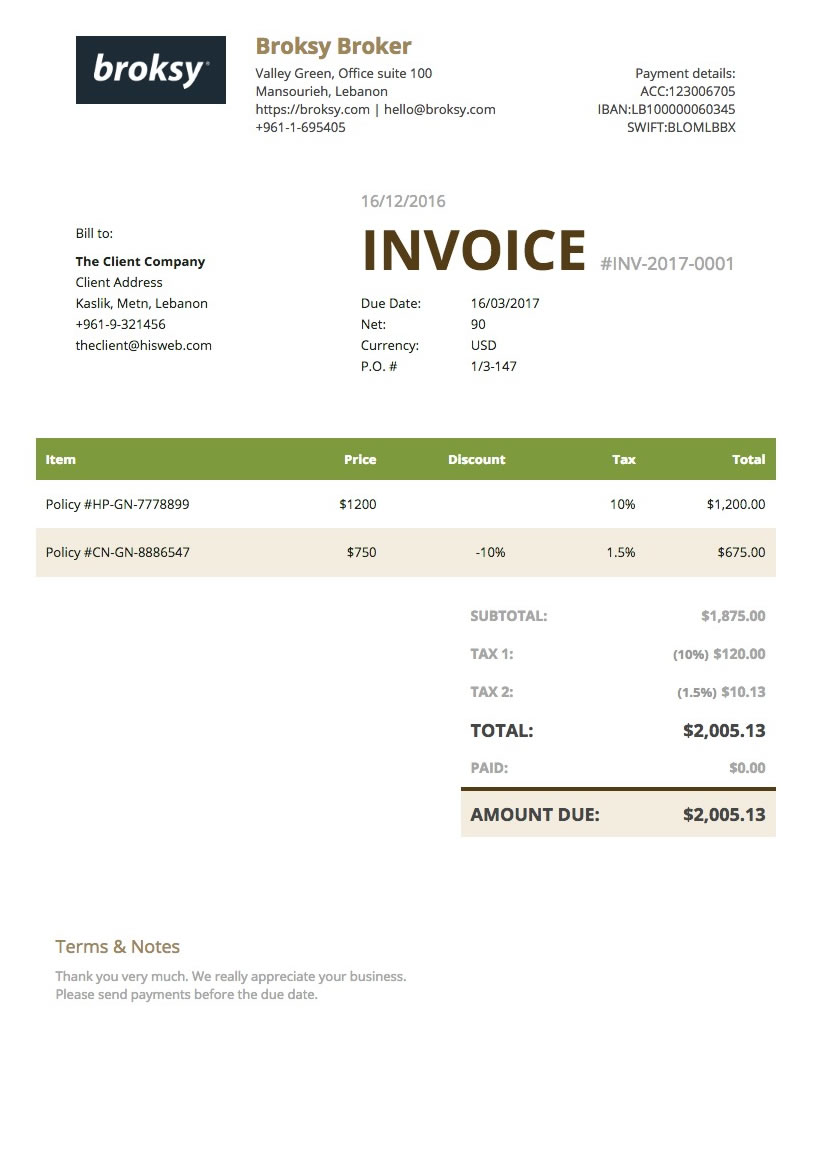 broksy
Broksy Broker
Valley Green, Office suite 100
Mansourieh, Lebanon
https://broksy.com | hello@broksy.com
+961-1-695405
Payment details:
ACC:123006705
IBAN:LB100000060345
SWIFT:BLOMLBBX
Bill to:
The Client Company
Client Address
Kaslik, Metn, Lebanon
+961-9-321456
theclient@hisweb.com
16/12/2016
INVOICE #INV-2017-0001
Due Date: 16/03/2017
Net: 90
Currency: USD
P.O. # 1/3-147
Item Price Discount Tax Total
Policy #HP-GN-7778899 $1200 10% $1,200.00
Policy #CN-GN-8886547 $750 -10% 1.5% $675.00
SUBTOTAL: $1,875.00
TAX 1: (10%) $120.00
TAX 2: (1.5%) $10.13
TOTAL: $2,005.13
PAID: $0.00
AMOUNT DUE: $2,005.13
Terms & Notes
Thank you very much. We really appreciate your business.
Please send payments before the due date.